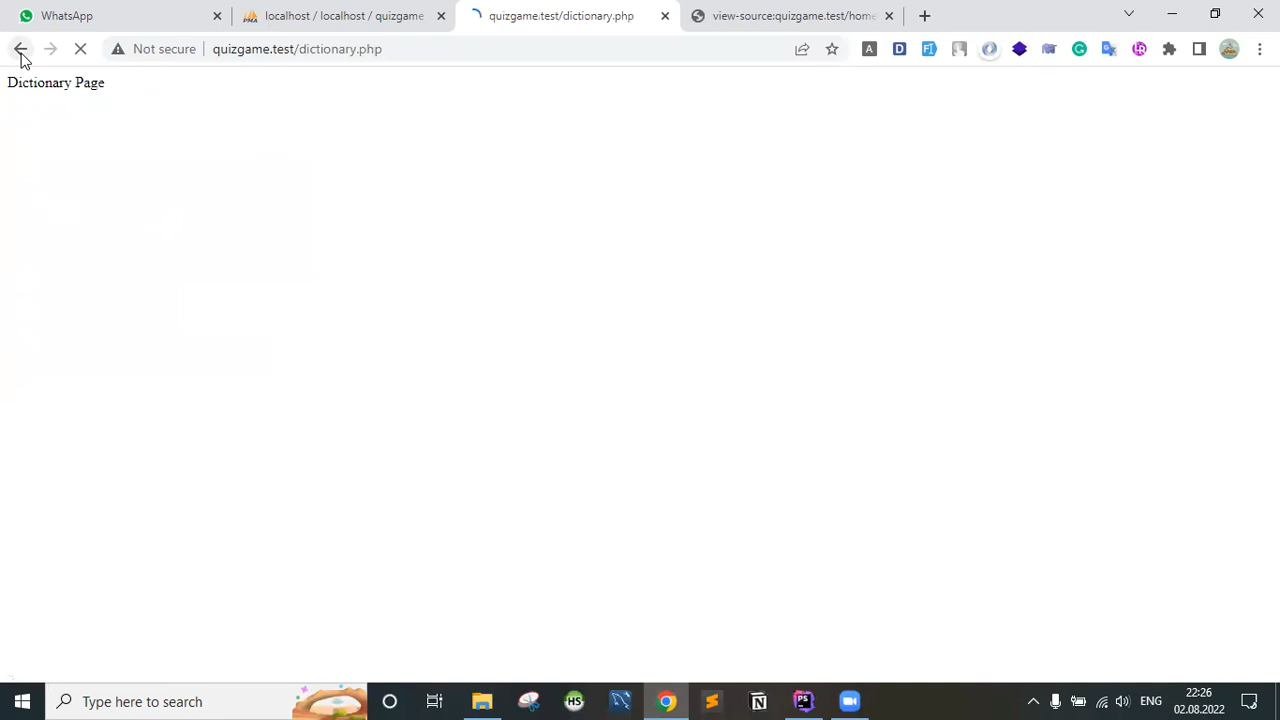 WhatsApp
localhost / localhost / quizgame
quizgame.test/dictionary.php
view-source:quizgame.test/home
Not secure
quizgame.test/dictionary.php
Dictionary Page
Type here to search
ENG
22:26
02.08.2022